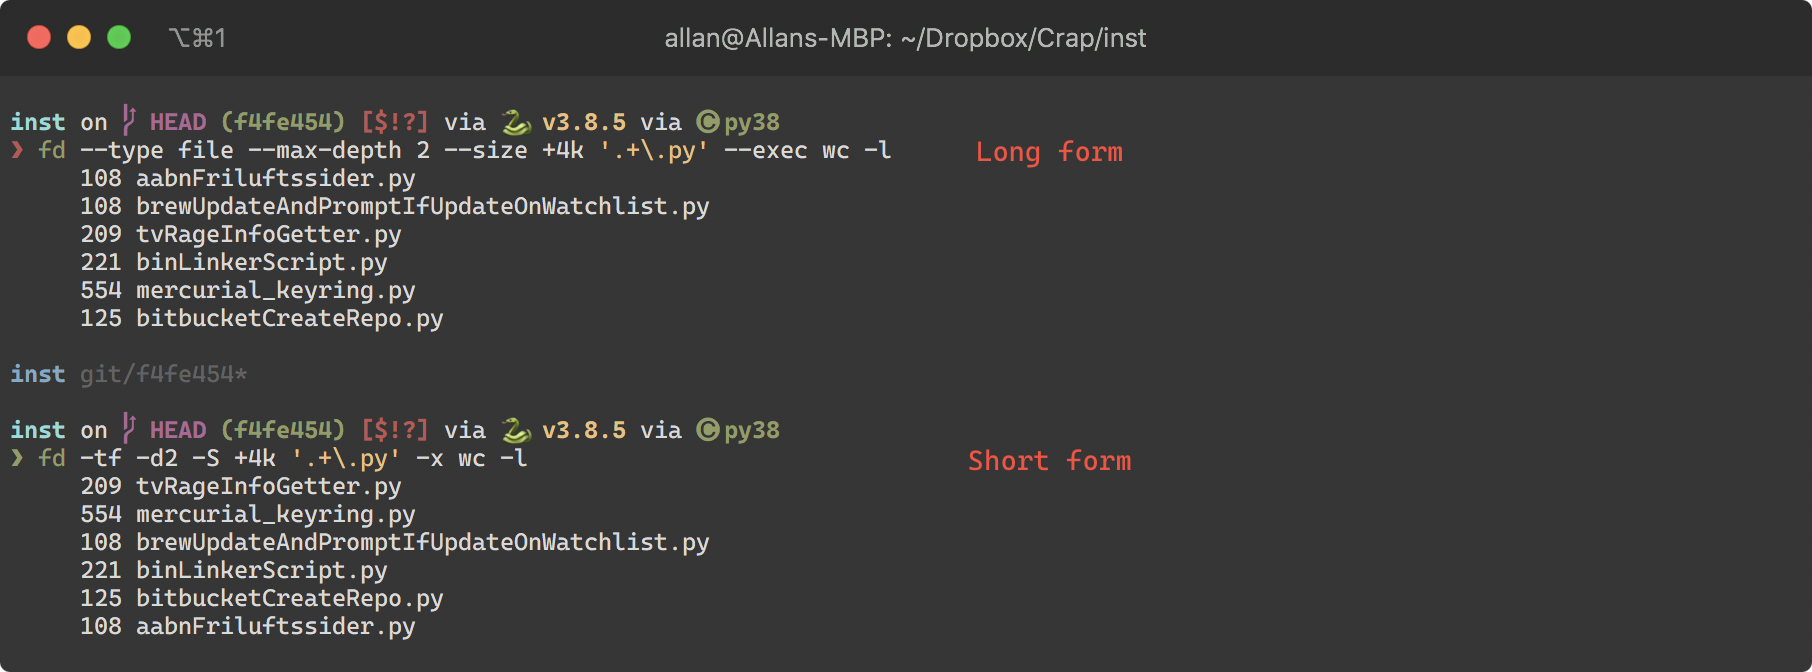 ⌥⌘1 allan@Allans-MBP: ~/Dropbox/Crap/inst
inst on HEAD (f4fe454) [$!?] via 🐍 v3.8.5 via 🅒 py38
❯ fd --type file --max-depth 2 --size +4k '.+\.py' --exec wc -l Long form
108 aabnFriluftssider.py
108 brewUpdateAndPromptIfUpdateOnWatchlist.py
209 tvRageInfoGetter.py
221 binLinkerScript.py
554 mercurial_keyring.py
125 bitbucketCreateRepo.py
inst git/f4fe454*
inst on HEAD (f4fe454) [$!?] via 🐍 v3.8.5 via 🅒 py38
❯ fd -tf -d2 -S +4k '.+\.py' -x wc -l Short form
209 tvRageInfoGetter.py
554 mercurial_keyring.py
108 brewUpdateAndPromptIfUpdateOnWatchlist.py
221 binLinkerScript.py
125 bitbucketCreateRepo.py
108 aabnFriluftssider.py